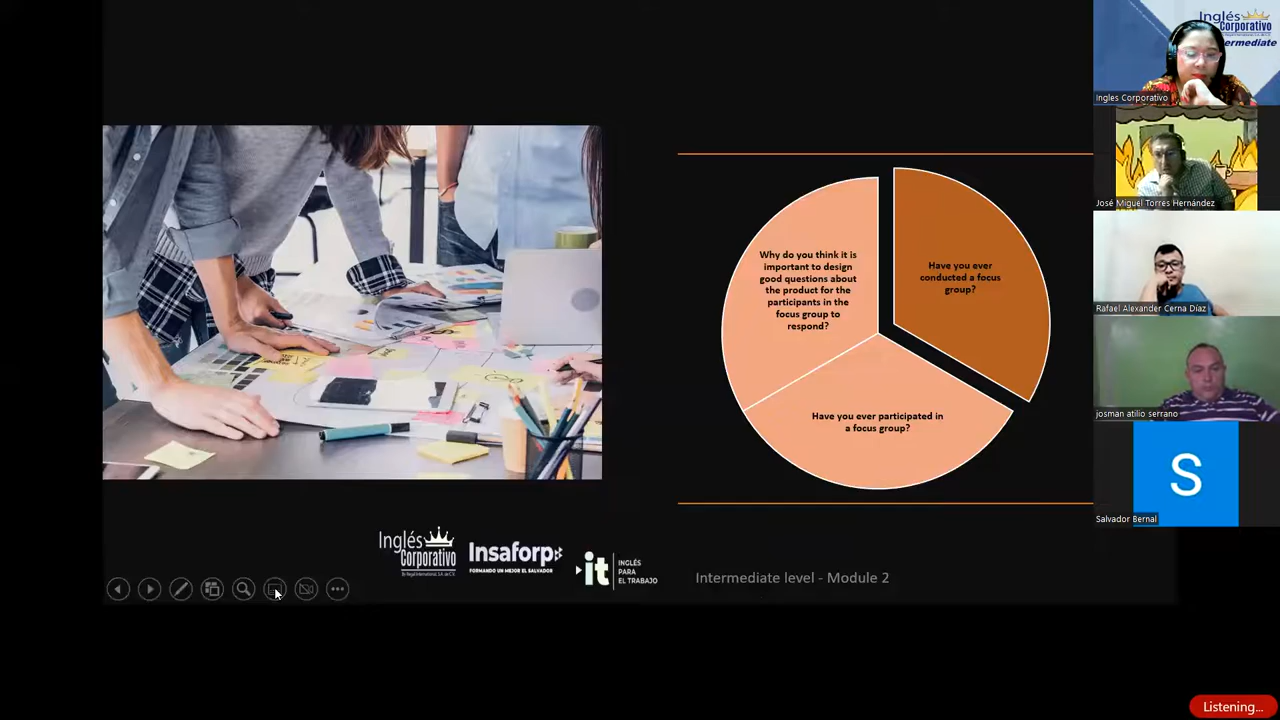 Why do you think it is
important to design
good questions about
the product for the
participants in the
focus group to
respond?
Have you ever
conducted a focus
group?
Have you ever participated in
a focus group?
Inglés
Corporativo
Insaforp
FORMANDO UN MEJOR EL SALVADOR
it
INGLÉS
PARA
EL TRABAJO
Intermediate level - Module 2
Inglés
Corporativo
Ingles Corporativo
José Miguel Torres Hernández
Rafael Alexander Cerna Díaz
josman atilio serrano
S
Salvador Bernal
Listening...